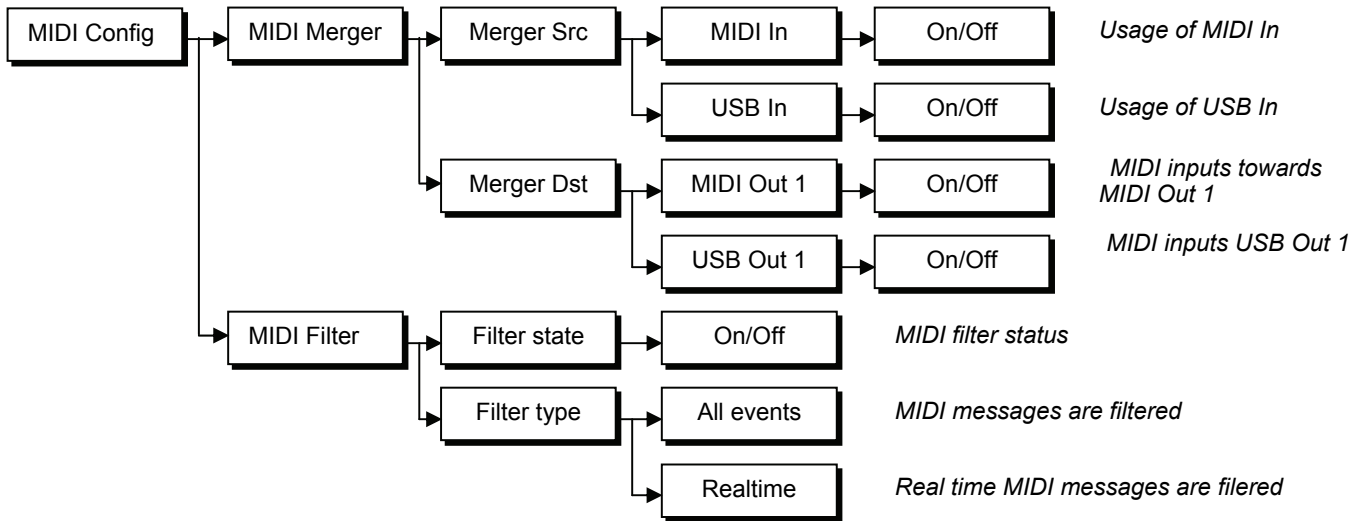 MIDI Config
MIDI Merger
Merger Src
MIDI In
On/Off
Usage of MIDI In
USB In
On/Off
Usage of USB In
Merger Dst
MIDI Out 1
On/Off
MIDI inputs towards
MIDI Out 1
USB Out 1
On/Off
MIDI inputs USB Out 1
MIDI Filter
Filter state
On/Off
MIDI filter status
Filter type
All events
MIDI messages are filtered
Realtime
Real time MIDI messages are filered